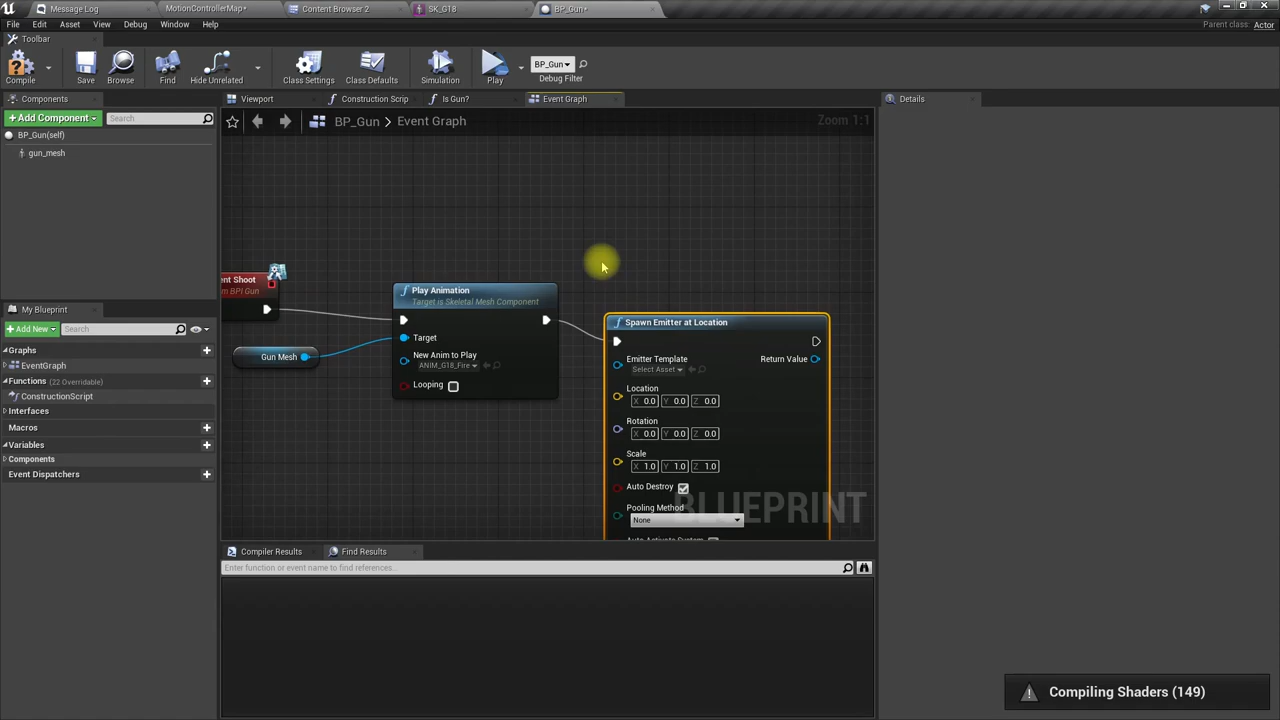 Message Log
MotionControllerMap*
Content Browser 2
SK_G18
BP_Gun*
File Edit Asset View Debug Window Help
Parent class: Actor
Toolbar
Compile
Save
Browse
Find
Hide Unrelated
Class Settings
Class Defaults
Simulation
Play
BP_Gun
Debug Filter
Components
+Add Component
Search
BP_Gun(self)
gun_mesh
My Blueprint
+Add New
Search
Graphs
EventGraph
Functions (22 Overridable)
ConstructionScript
Interfaces
Macros
Variables
Components
Event Dispatchers
Viewport
Construction Scrip
Is Gun?
Event Graph
BP_Gun > Event Graph
Zoom 1:1
ent Shoot
m BPI Gun
Gun Mesh
Play Animation
Target is Skeletal Mesh Component
Target
New Anim to Play
ANIM_G18_Fire
Looping
Spawn Emitter at Location
Emitter Template
Select Asset
Return Value
Location
X 0.0 Y 0.0 Z 0.0
Rotation
X 0.0 Y 0.0 Z 0.0
Scale
X 1.0 Y 1.0 Z 1.0
Auto Destroy
Pooling Method
None
Auto Activate System
BLUEPRINT
Compiler Results
Find Results
Enter function or event name to find references...
Details
Compiling Shaders (149)